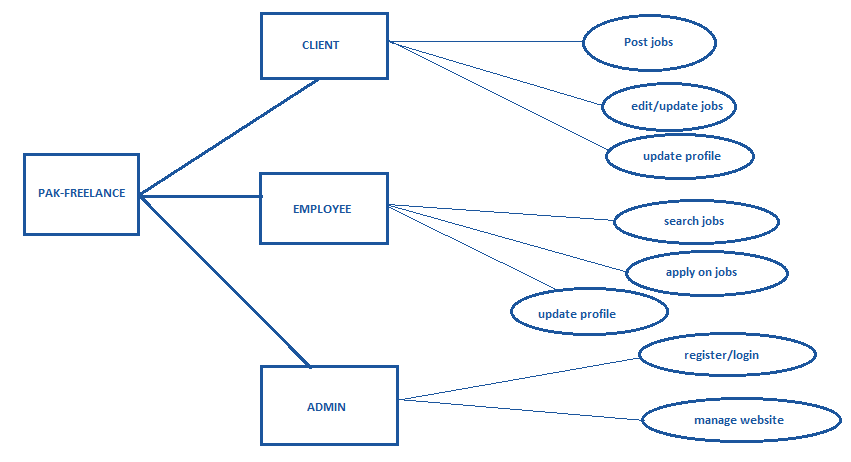 CLIENT
Post jobs
edit/update jobs
update profile
PAK-FREELANCE
EMPLOYEE
search jobs
apply on jobs
update profile
register/login
ADMIN
manage website